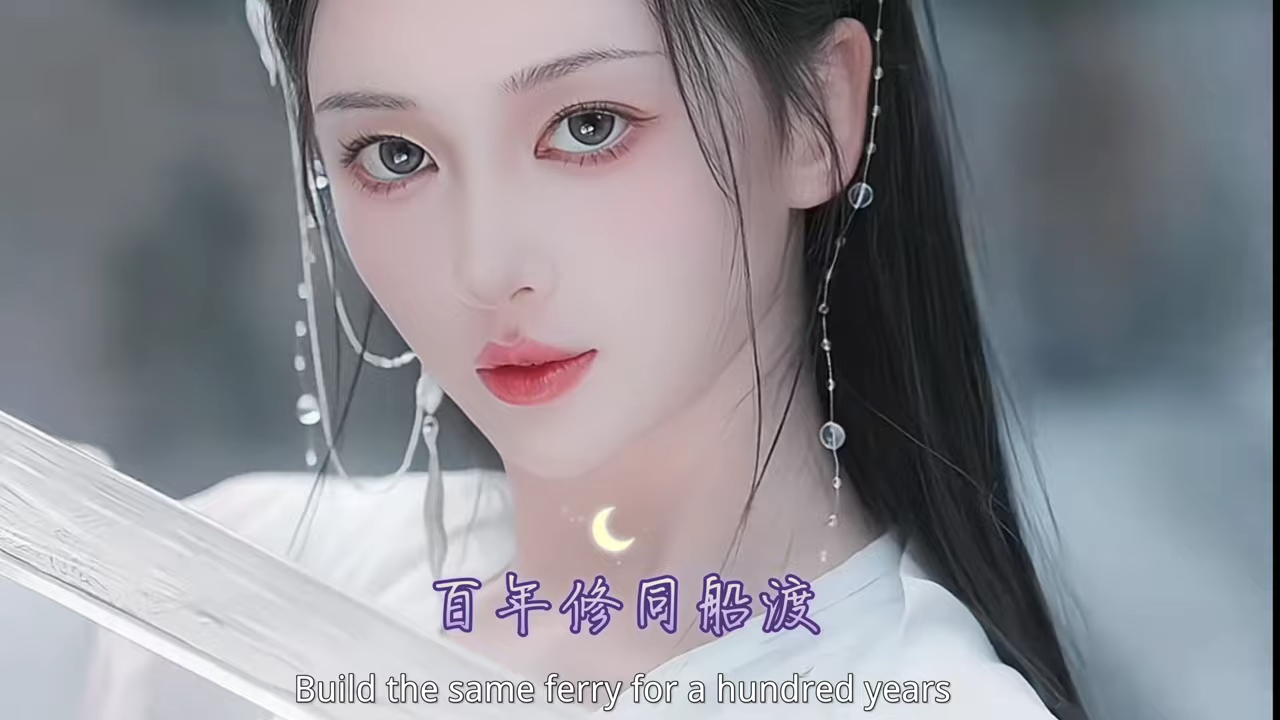 百年修同船渡
Build the same ferry for a hundred years